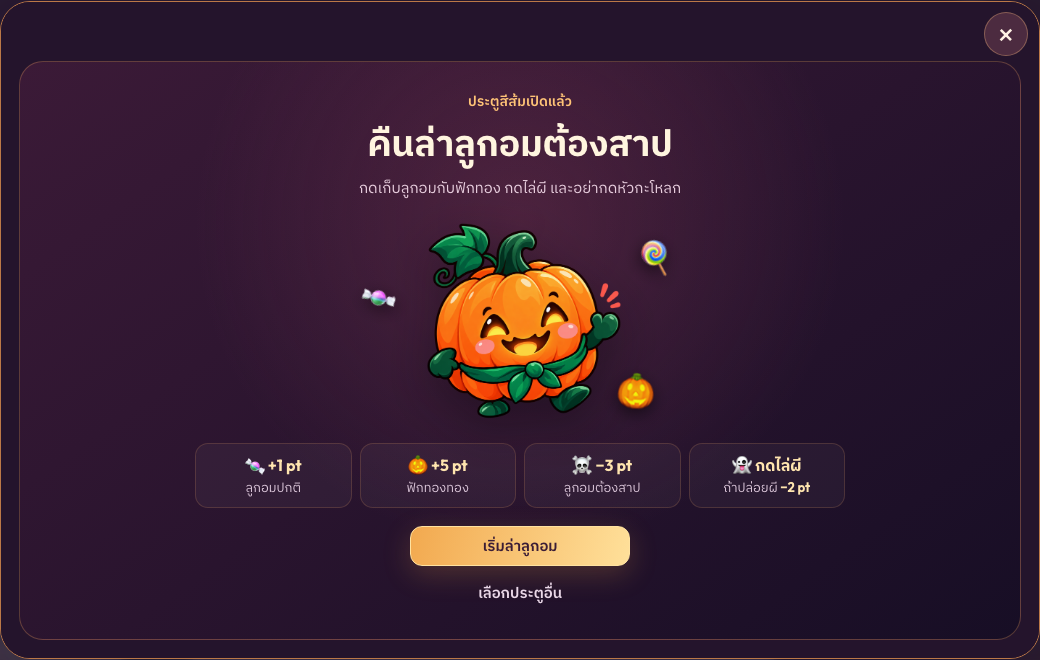 ประตูสีส้มเปิดแล้ว
คืนล่าลูกอมต้องสาป
กดเก็บลูกอมกับฟักทอง กดไล่ผี และอย่ากดหัวกะโหลก
🍬 +1 pt
ลูกอมปกติ
🎃 +5 pt
ฟักทองทอง
☠️ −3 pt
ลูกอมต้องสาป
👻 กดไล่ผี
ถ้าปล่อยผี −2 pt
เริ่มล่าลูกอม
เลือกประตูอื่น